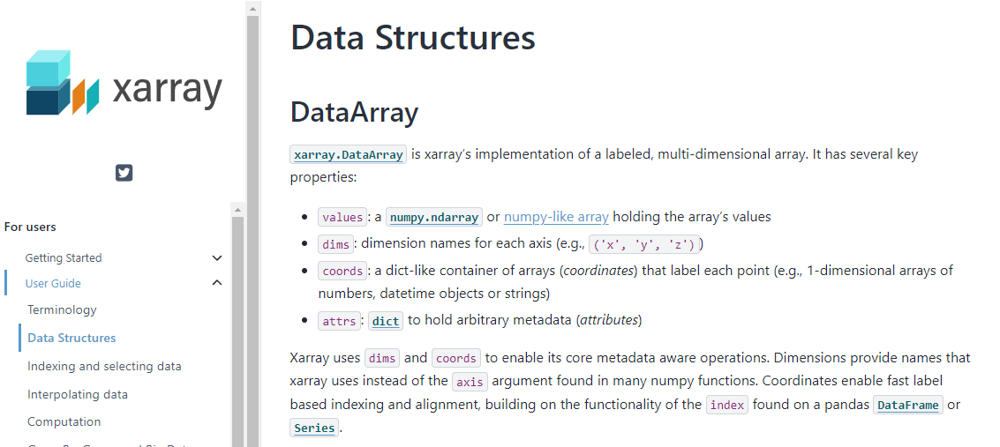 xarray
For users
Getting Started
User Guide
Terminology
Data Structures
Indexing and selecting data
Interpolating data
Computation
Data Structures
DataArray
xarray.DataArray is xarray’s implementation of a labeled, multi-dimensional array. It has several key
properties:
• values: a numpy.ndarray or numpy-like array holding the array’s values
• dims: dimension names for each axis (e.g., ('x', 'y', 'z'))
• coords: a dict-like container of arrays (coordinates) that label each point (e.g., 1-dimensional arrays of
numbers, datetime objects or strings)
• attrs: dict to hold arbitrary metadata (attributes)
Xarray uses dims and coords to enable its core metadata aware operations. Dimensions provide names that
xarray uses instead of the axis argument found in many numpy functions. Coordinates enable fast label
based indexing and alignment, building on the functionality of the index found on a pandas DataFrame or
Series.